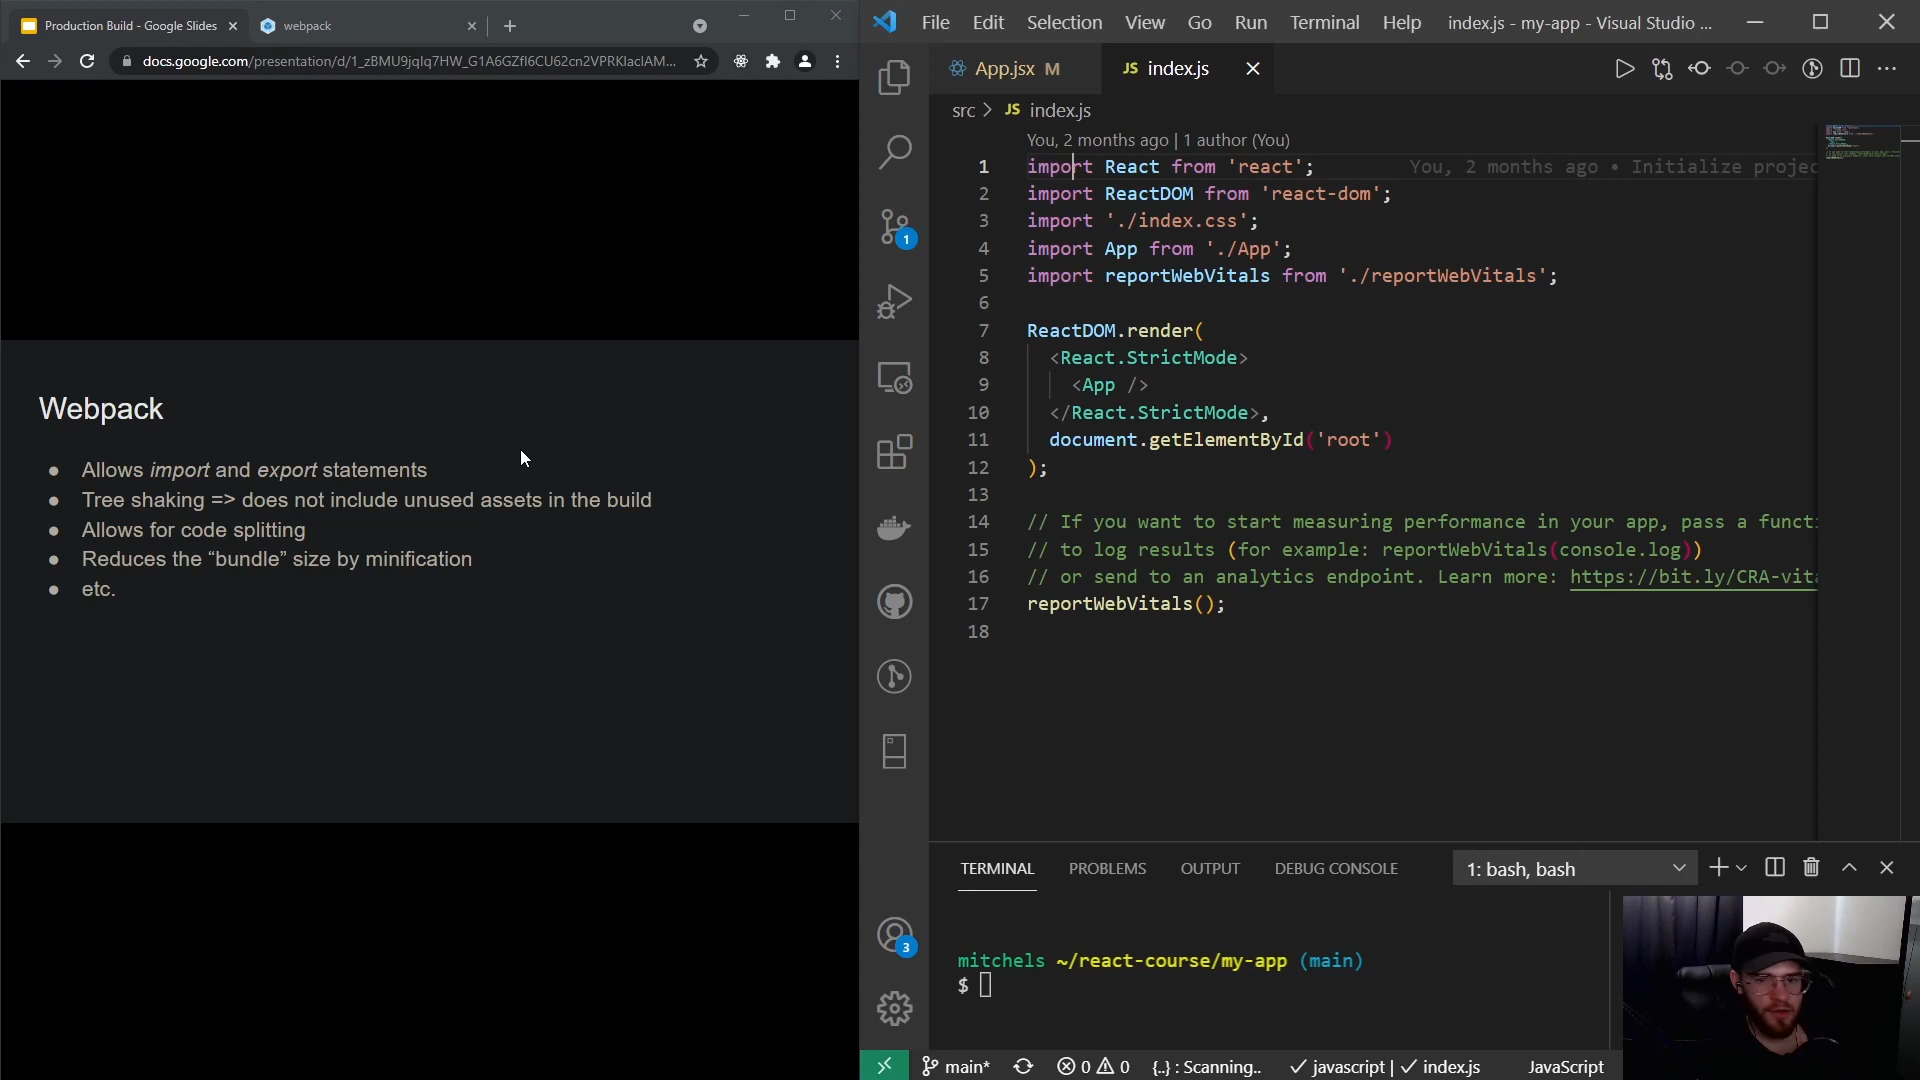 Production Build - Google Slides
webpack
docs.google.com/presentation/d/1_zBMU9jqIq7HW_G1A6GZfl6CU62cn2VPRKIaclAM...
Webpack
● Allows import and export statements
● Tree shaking => does not include unused assets in the build
● Allows for code splitting
● Reduces the “bundle” size by minification
● etc.
File Edit Selection View Go Run Terminal Help index.js - my-app - Visual Studio ...
App.jsx M
JS index.js
src > JS index.js
You, 2 months ago | 1 author (You)
1 import React from 'react'; You, 2 months ago • Initialize projec
2 import ReactDOM from 'react-dom';
3 import './index.css';
4 import App from './App';
5 import reportWebVitals from './reportWebVitals';
6
7 ReactDOM.render(
8 <React.StrictMode>
9 <App />
10 </React.StrictMode>,
11 document.getElementById('root')
12 );
13
14 // If you want to start measuring performance in your app, pass a functi
15 // to log results (for example: reportWebVitals(console.log))
16 // or send to an analytics endpoint. Learn more: https://bit.ly/CRA-vita
17 reportWebVitals();
18
1
3
TERMINAL PROBLEMS OUTPUT DEBUG CONSOLE 1: bash, bash
mitchels ~/react-course/my-app (main)
$
main* 0 0 {..} : Scanning.. ✓ javascript | ✓ index.js JavaScript